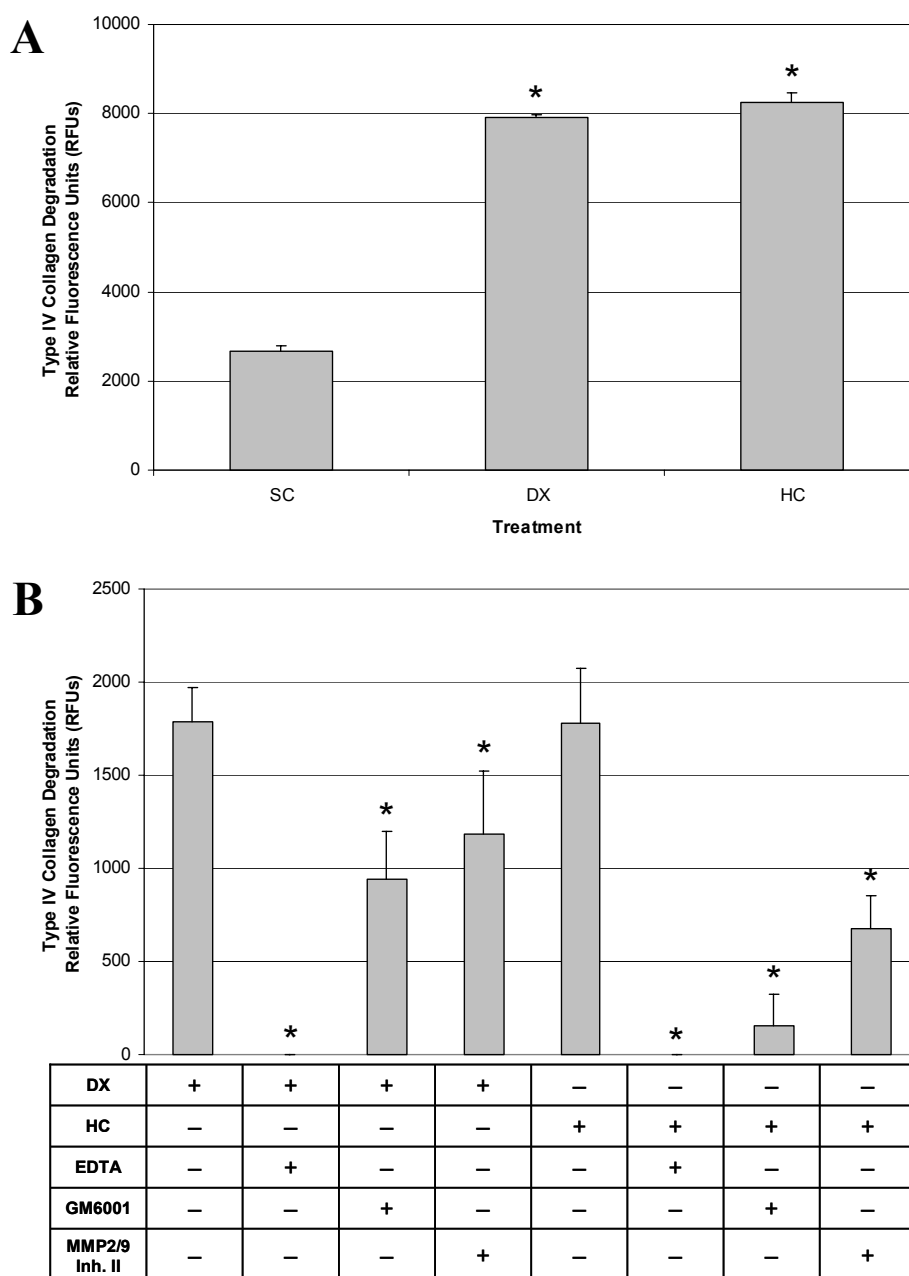 A
Type IV Collagen Degradation
Relative Fluorescence Units (RFUs)
10000
8000
6000
4000
2000
0
*
*
SC DX HC
Treatment
B
Type IV Collagen Degradation
Relative Fluorescence Units (RFUs)
2500
2000
1500
1000
500
0
*
*
*
*
*
*
DX + + + + – – – –
HC – – – – + + + +
EDTA – + – – – + – –
GM6001 – – + – – – + –
MMP2/9
Inh. II – – – + – – – +